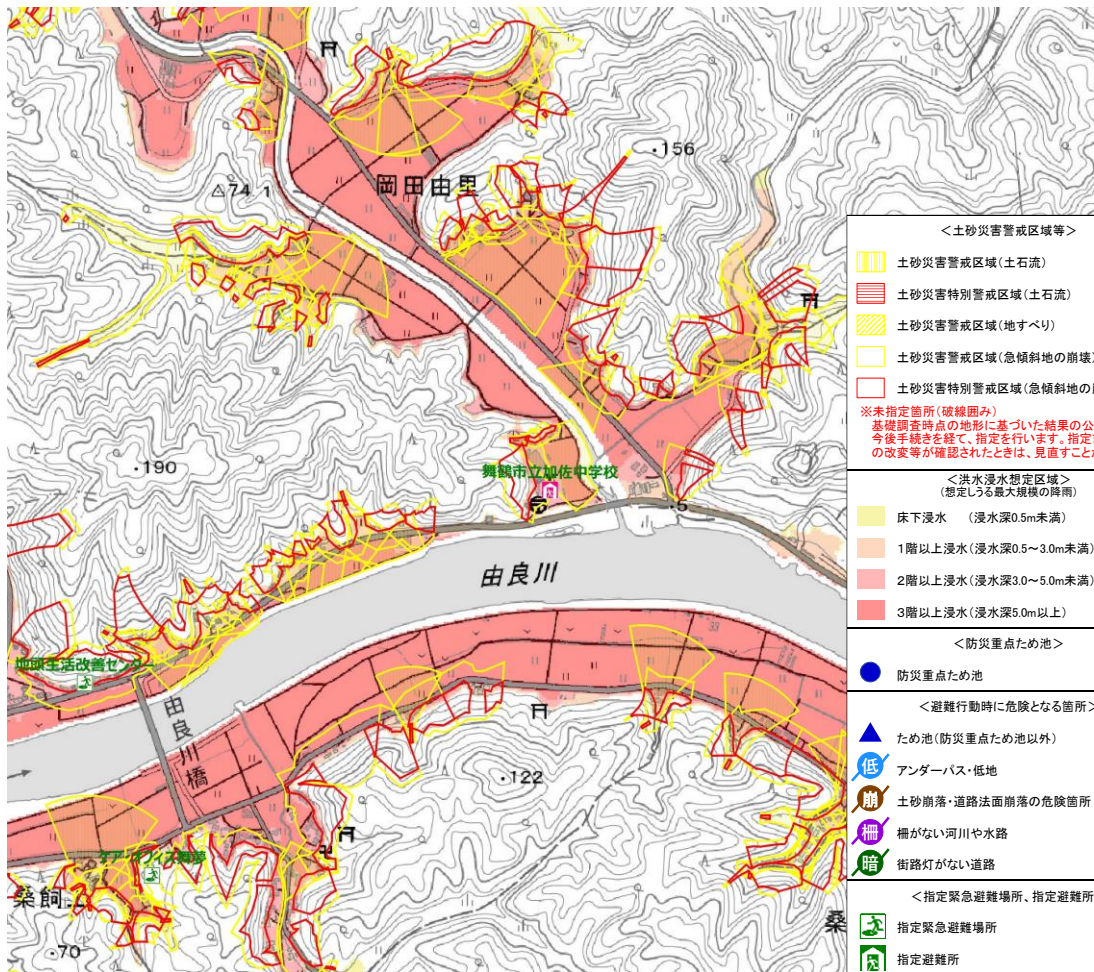 ・156
岡田由里
△74.1
・190
舞鶴市立加佐中学校
・5
由良川
地頭生活改善センター
由良川橋
・122
ケア・オフィス舞夢
桑飼上
・70
桑
＜土砂災害警戒区域等＞
土砂災害警戒区域(土石流)
土砂災害特別警戒区域(土石流)
土砂災害警戒区域(地すべり)
土砂災害警戒区域(急傾斜地の崩壊)
土砂災害特別警戒区域(急傾斜地の
※未指定箇所(破線囲み)
基礎調査時点の地形に基づいた結果の公
今後手続きを経て、指定を行います。指定
の改変等が確認されたときは、見直すこと
＜洪水浸水想定区域＞
(想定しうる最大規模の降雨)
床下浸水　(浸水深0.5m未満)
1階以上浸水(浸水深0.5～3.0m未満)
2階以上浸水(浸水深3.0～5.0m未満)
3階以上浸水(浸水深5.0m以上)
＜防災重点ため池＞
防災重点ため池
＜避難行動時に危険となる箇所＞
ため池(防災重点ため池以外)
低 アンダーパス・低地
崩 土砂崩落・道路法面崩落の危険箇所
柵 柵がない河川や水路
暗 街路灯がない道路
＜指定緊急避難場所、指定避難所
指定緊急避難場所
指定避難所